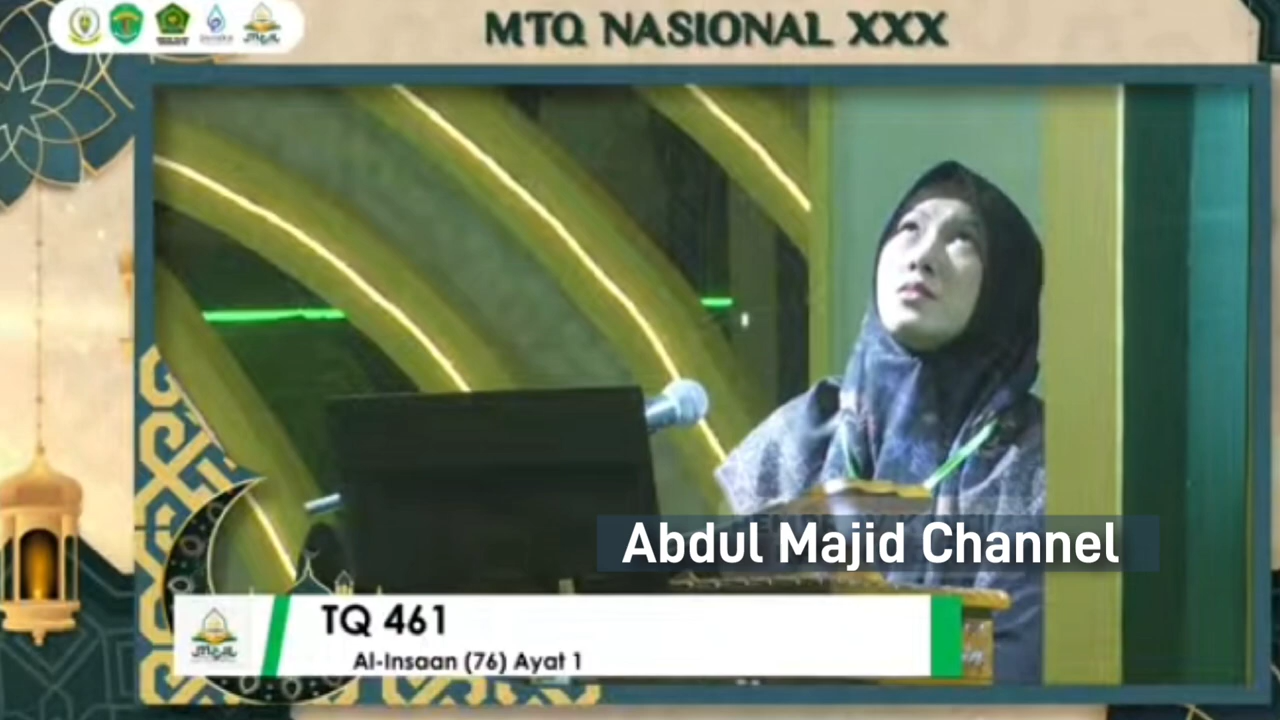 MTQ NASIONAL XXX
Abdul Majid Channel
TQ 461
Al-Insaan (76) Ayat 1